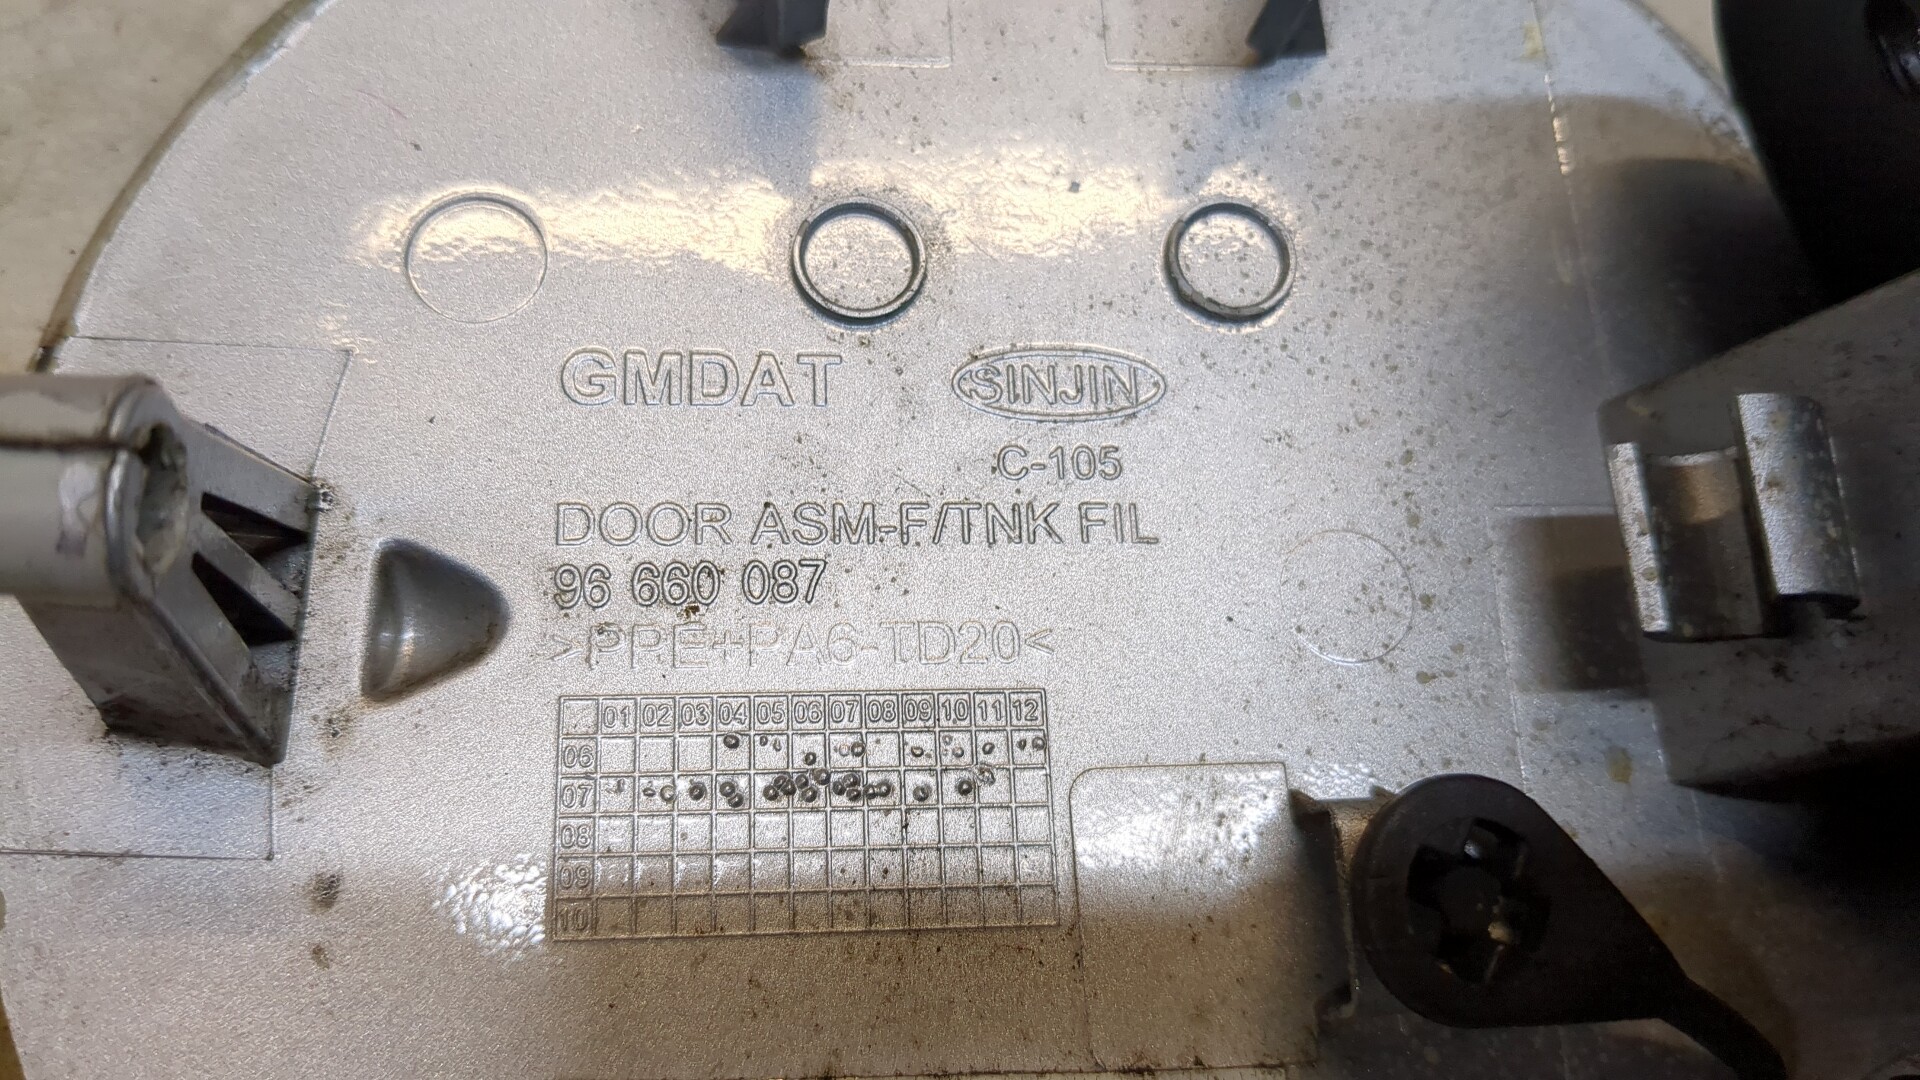 GMDAT SINJIN
C-105
DOOR ASM-F/TNK FIL
96 660 087
>PPE+PA6-TD20<
01 02 03 04 05 06 07 08 09 10 11 12
06
07
08
09
10